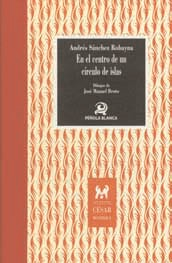 Andrés Sánchez Robayna
En el centro de un
círculo de islas
Dibujos de
José Manuel Broto
PEÑOLA BLANCA
CÉSAR
MANRIQUE